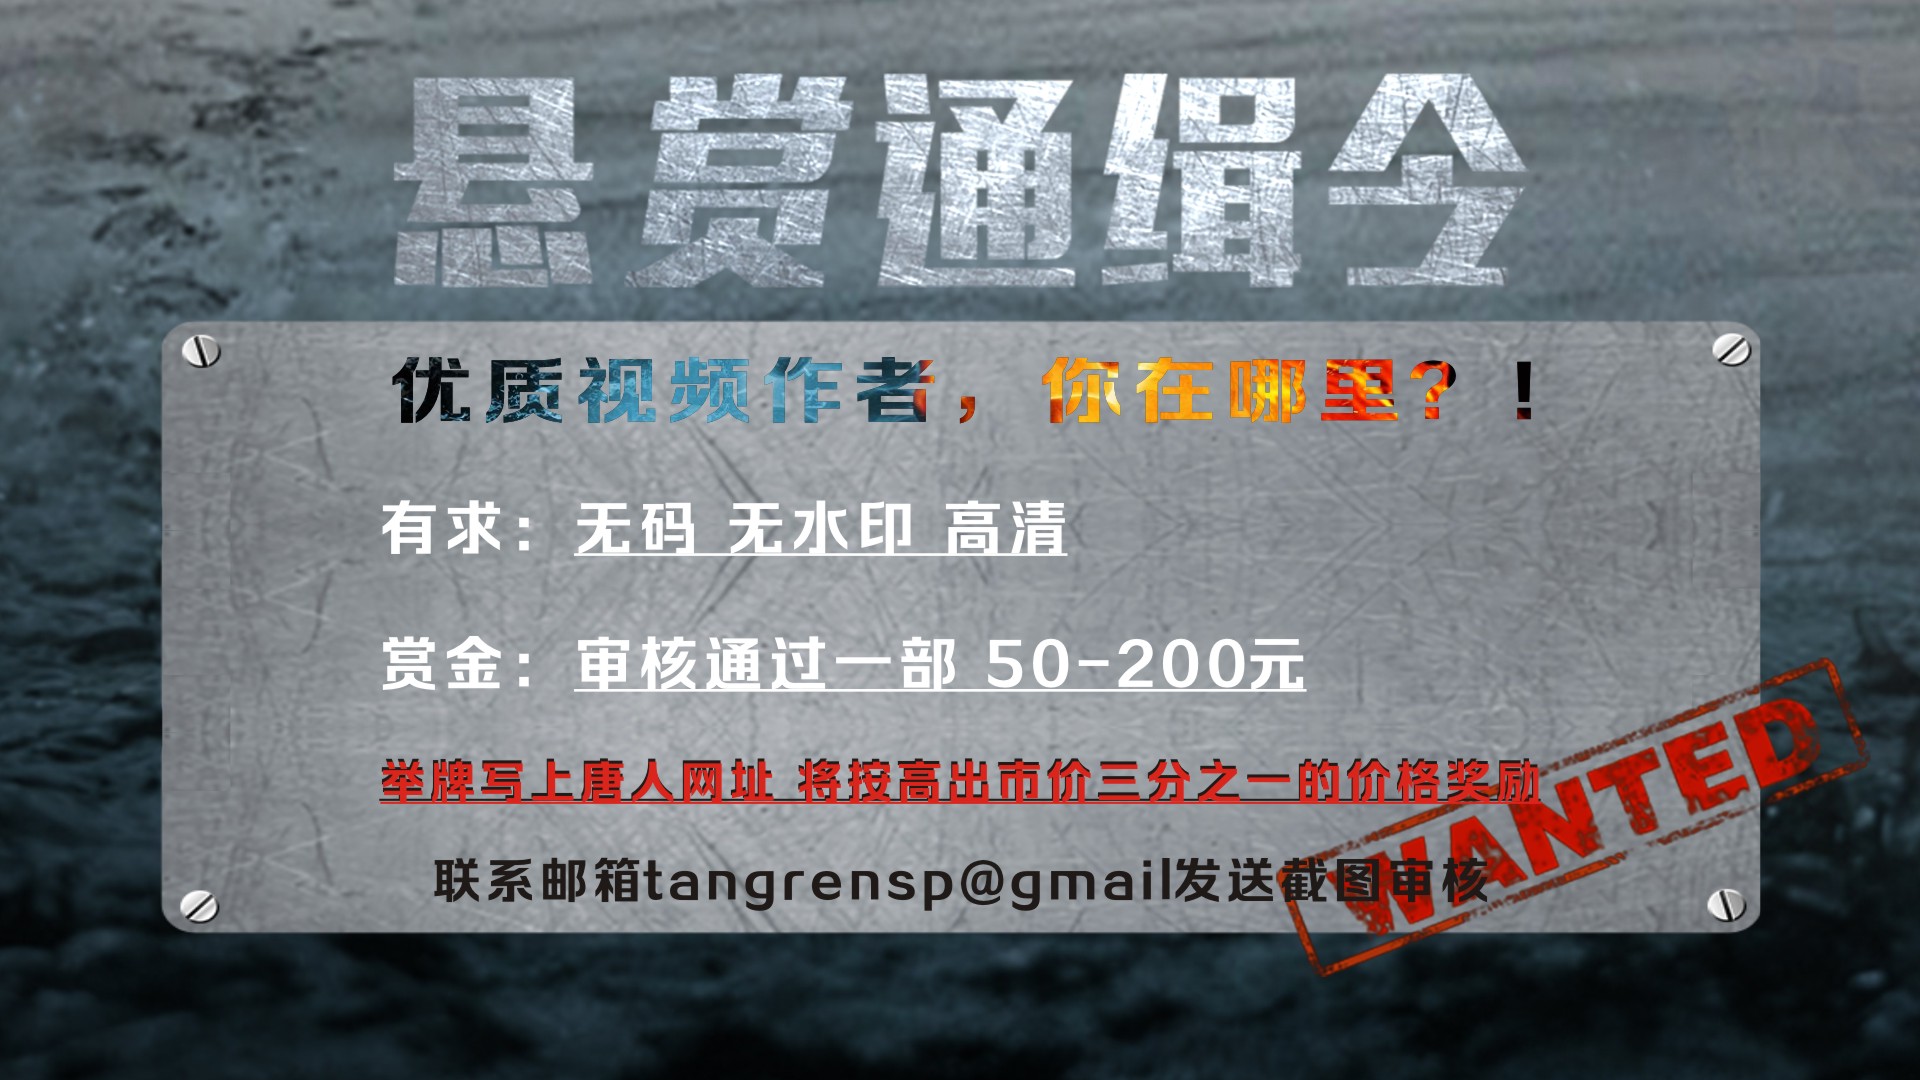 悬赏通缉令
优质视频作者，你在哪里？！
有求：无码 无水印 高清
赏金：审核通过一部 50-200元
举牌写上唐人网址 将按高出市价三分之一的价格奖励
联系邮箱tangrensp@gmail发送截图审核
WANTED